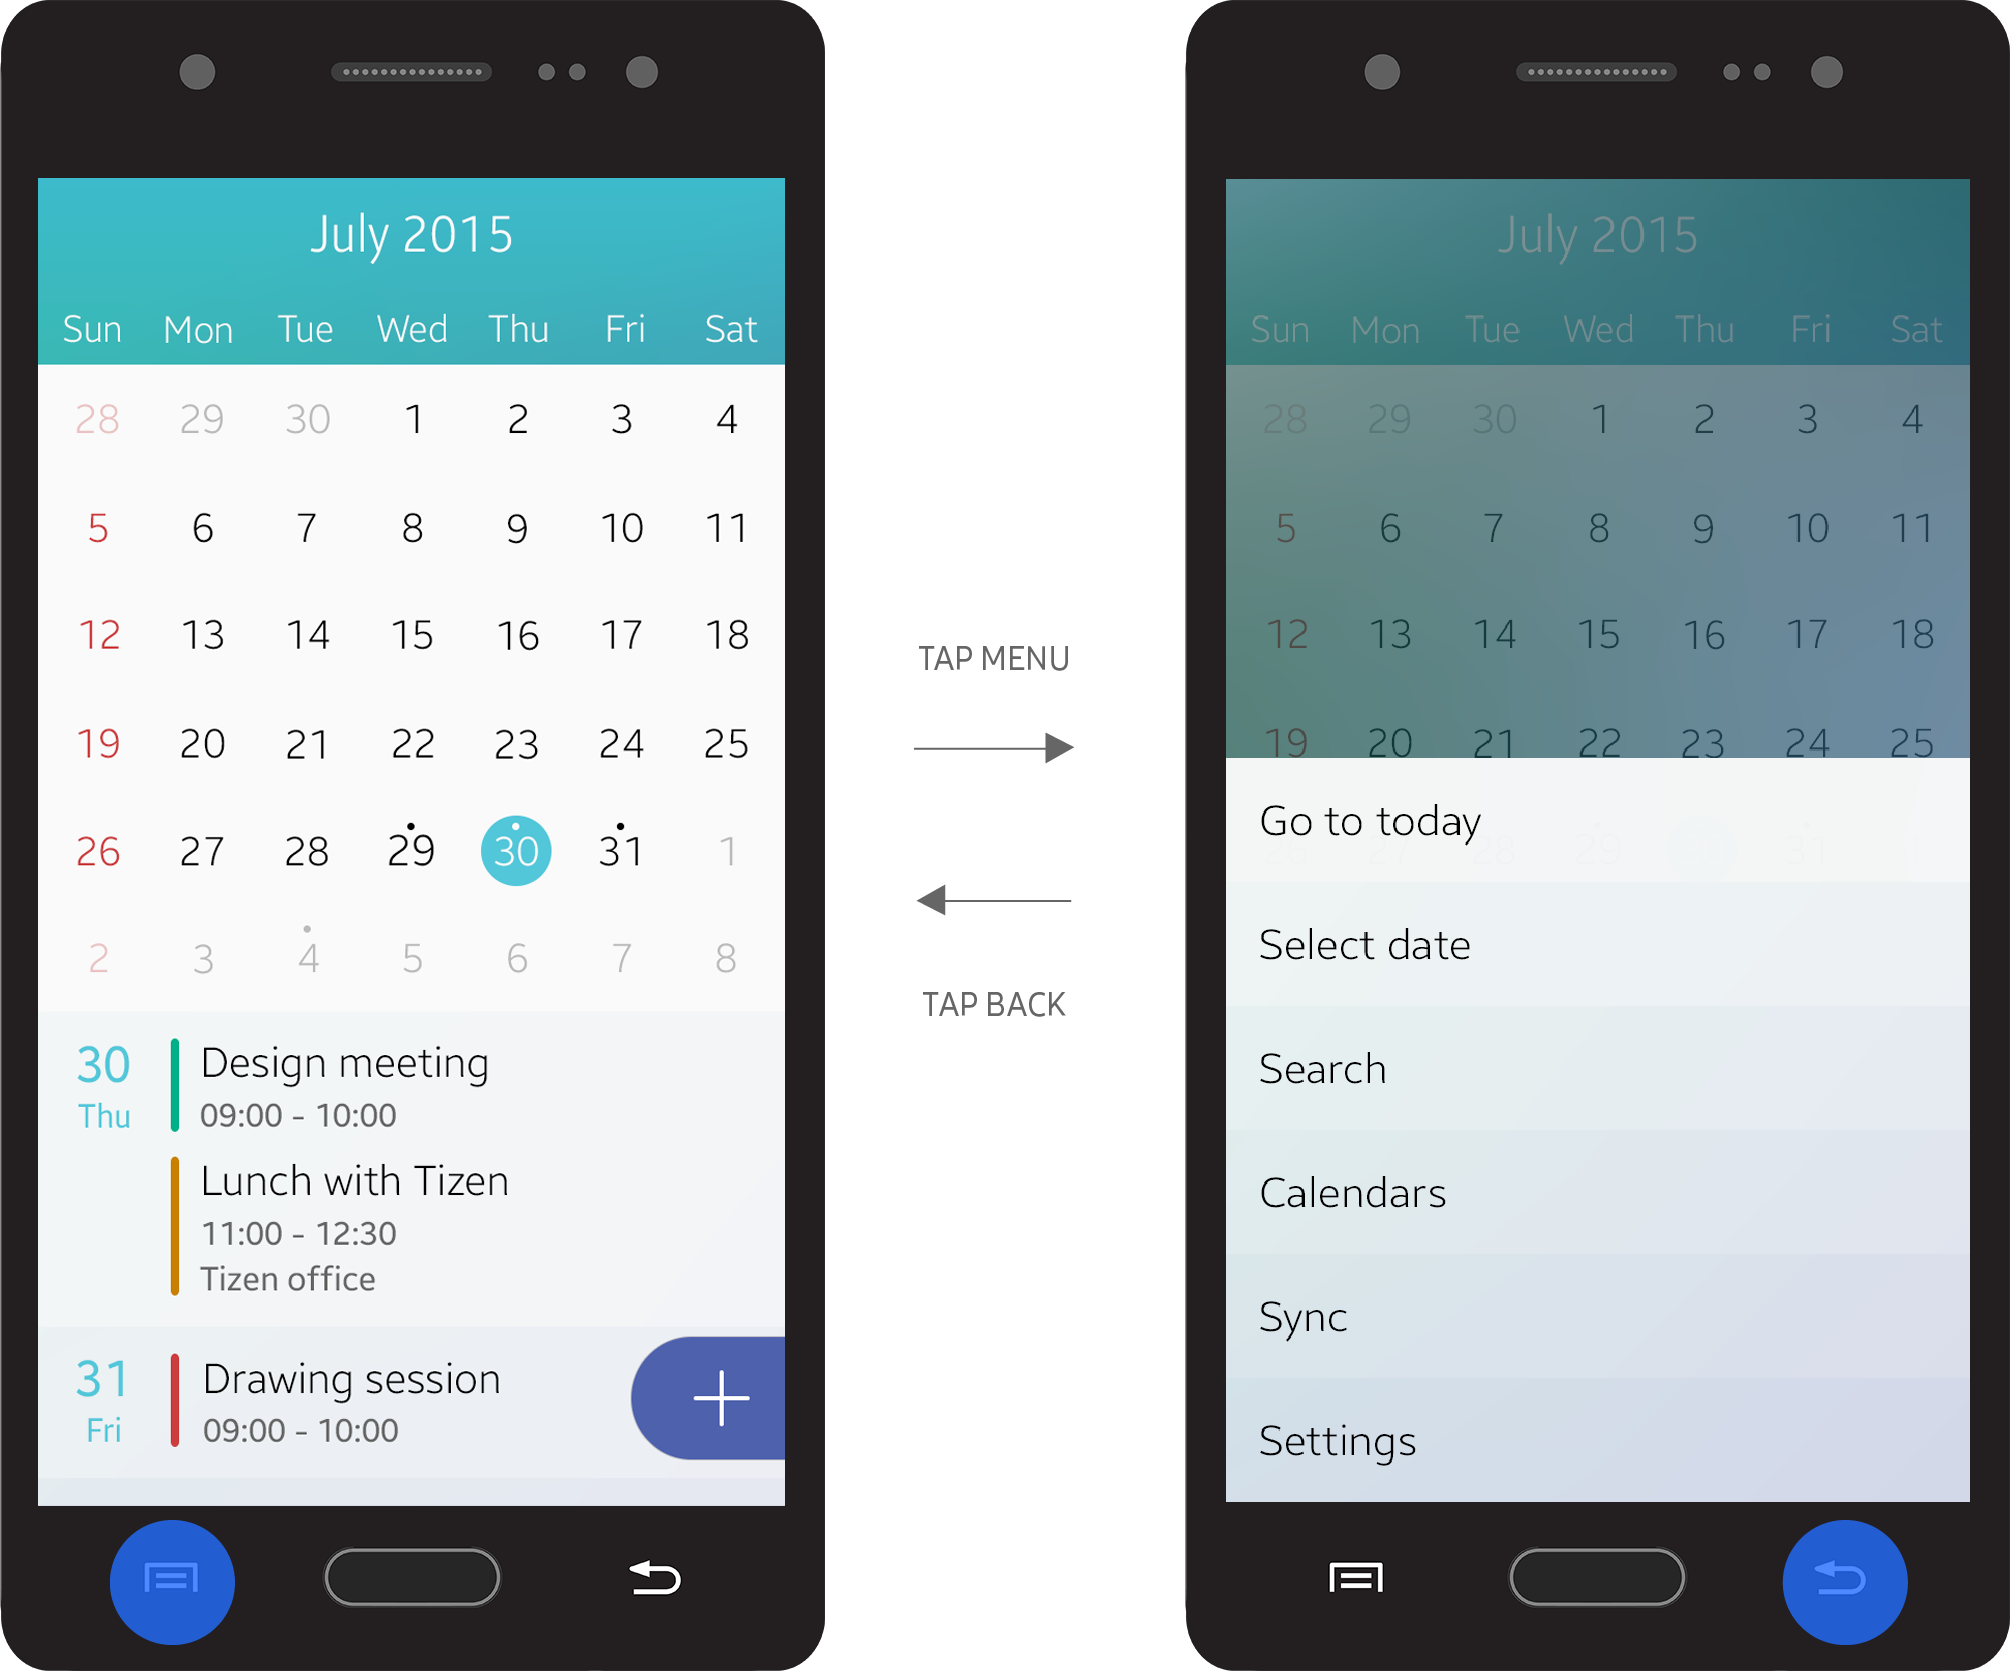 July 2015
Sun Mon Tue Wed Thu Fri Sat
28 29 30 1 2 3 4
5 6 7 8 9 10 11
12 13 14 15 16 17 18
19 20 21 22 23 24 25
26 27 28 29 30 31 1
2 3 4 5 6 7 8
30 Design meeting
Thu 09:00 - 10:00
Lunch with Tizen
11:00 - 12:30
Tizen office
31 Drawing session
Fri 09:00 - 10:00
TAP MENU
TAP BACK
July 2015
Sun Mon Tue Wed Thu Fri Sat
28 29 30 1 2 3 4
5 6 7 8 9 10 11
12 13 14 15 16 17 18
19 20 21 22 23 24 25
Go to today
Select date
Search
Calendars
Sync
Settings